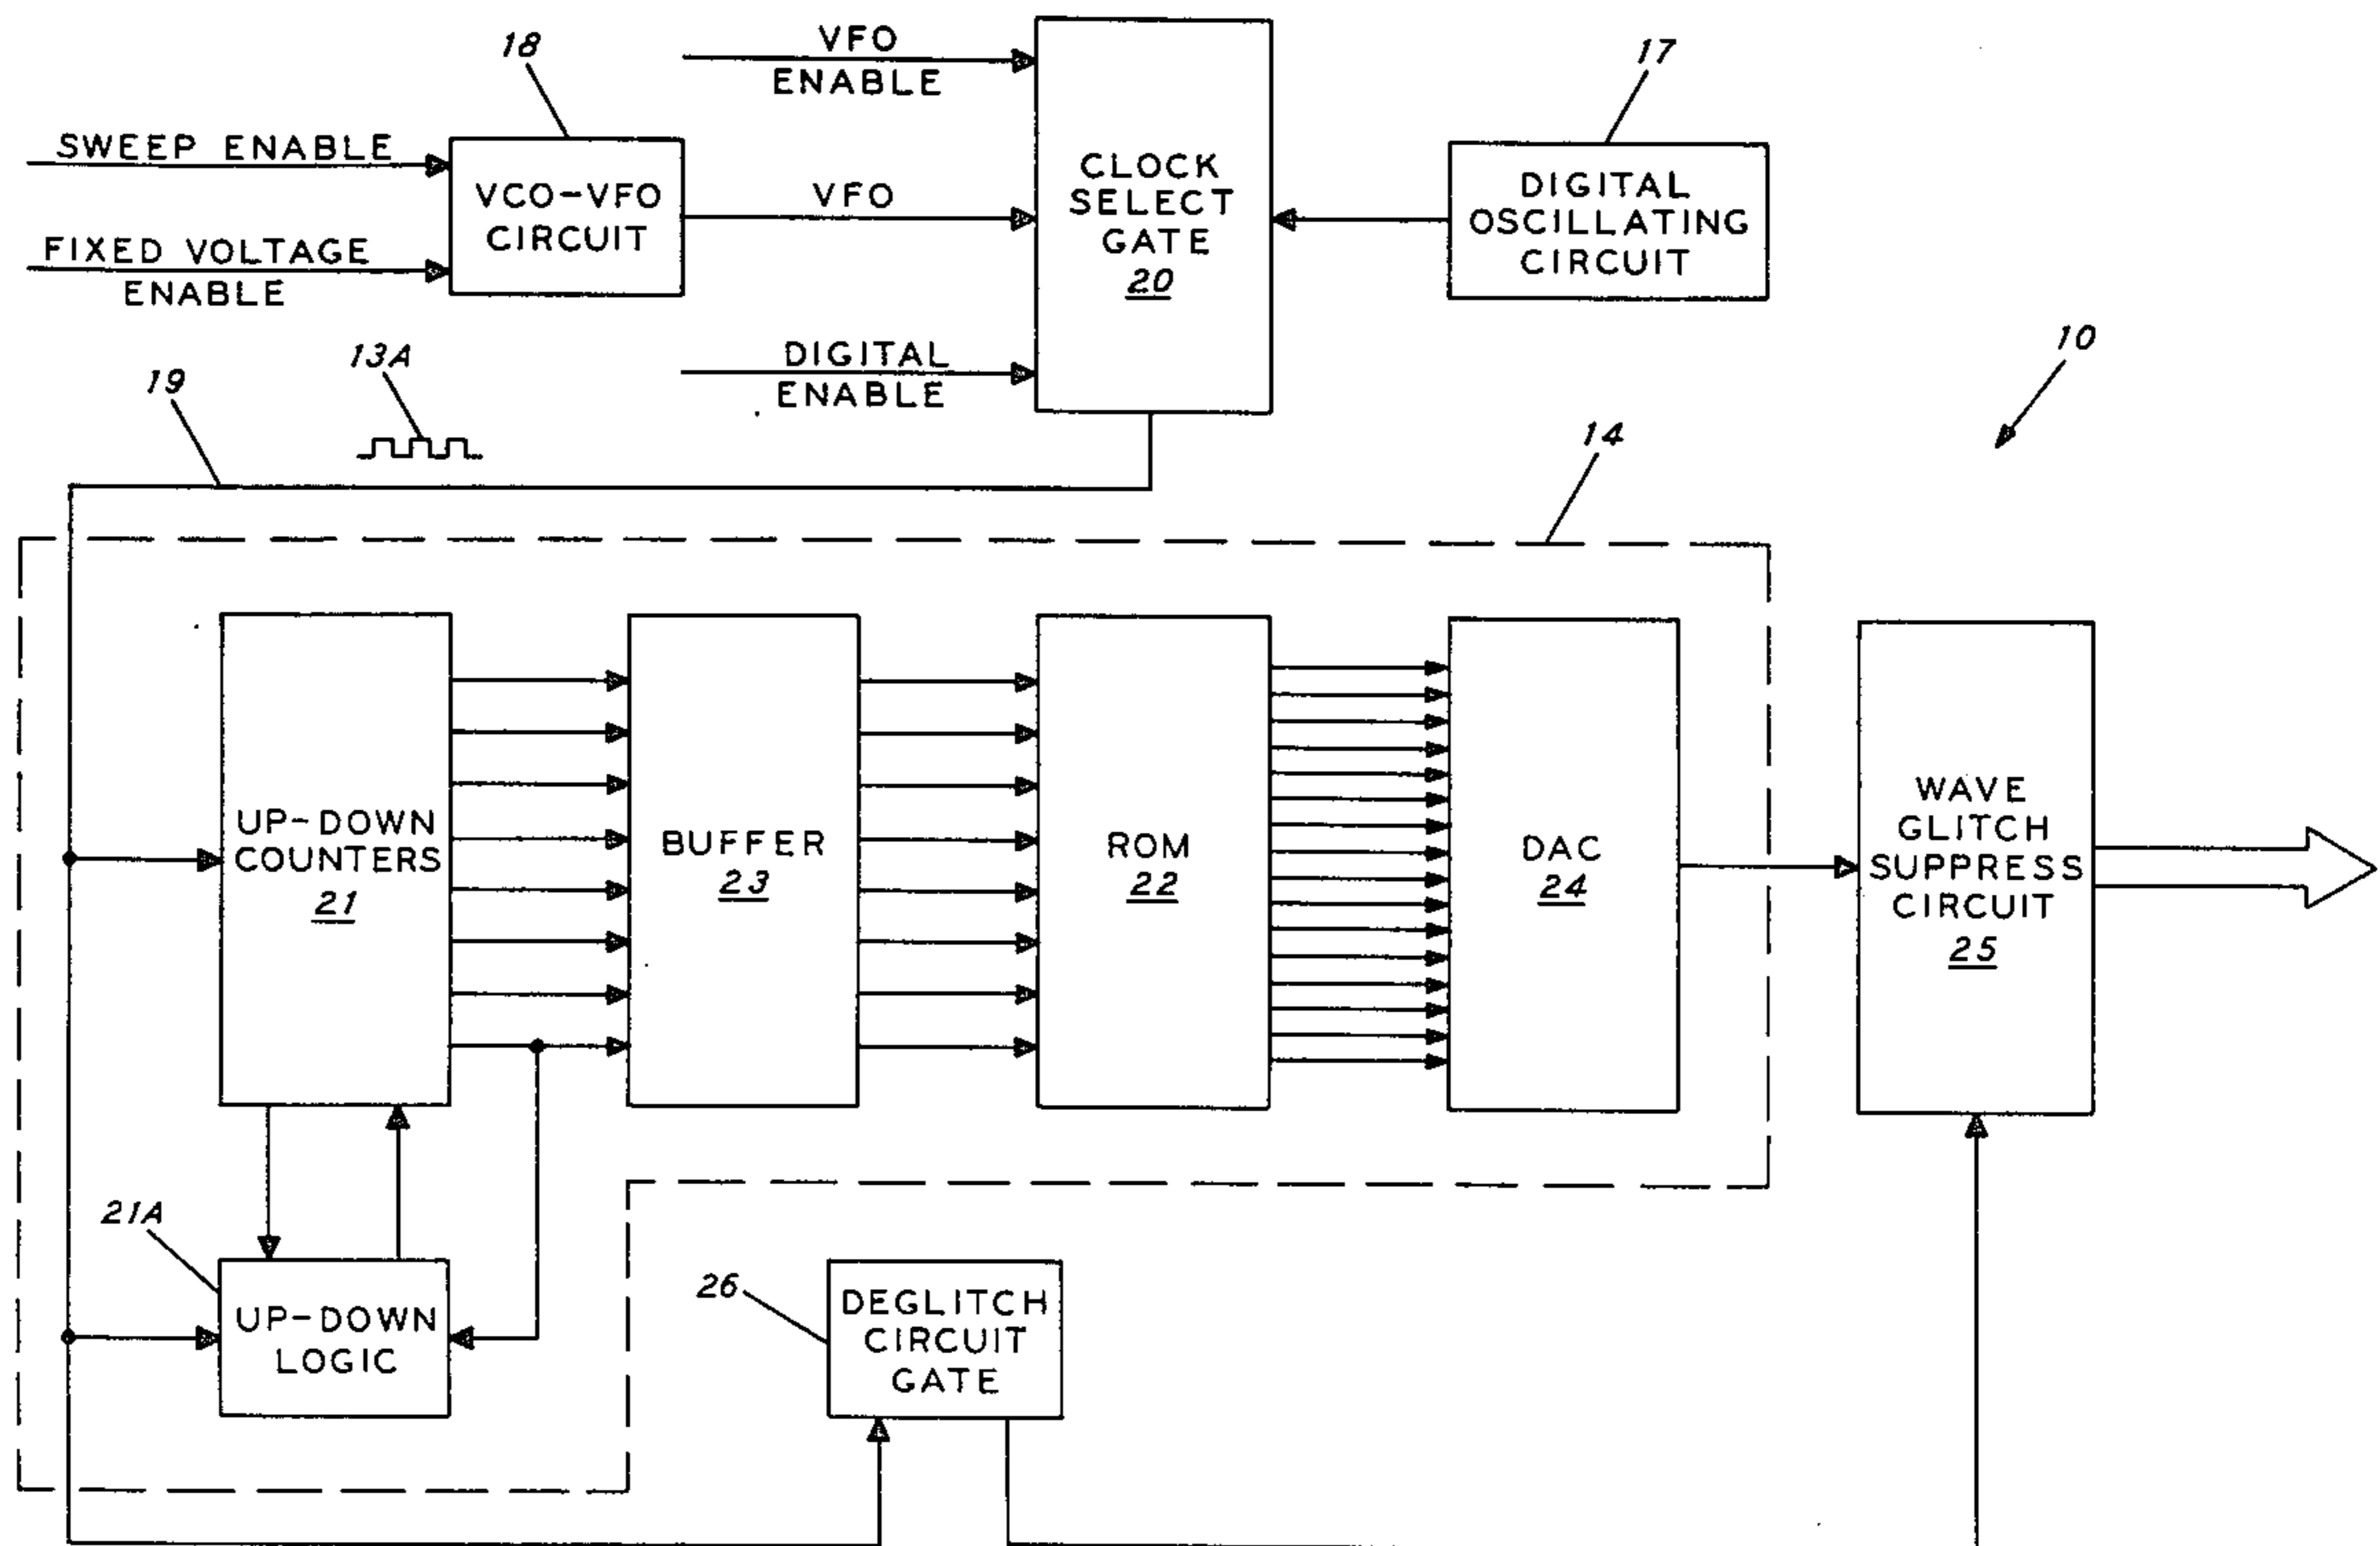 18
VFO
ENABLE
17
SWEEP ENABLE
VCO-VFO
CIRCUIT
VFO
CLOCK
SELECT
GATE
20
DIGITAL
OSCILLATING
CIRCUIT
FIXED VOLTAGE
ENABLE
13A
19
DIGITAL
ENABLE
10
14
UP-DOWN
COUNTERS
21
BUFFER
23
ROM
22
DAC
24
WAVE
GLITCH
SUPPRESS
CIRCUIT
25
21A
UP-DOWN
LOGIC
26
DEGLITCH
CIRCUIT
GATE